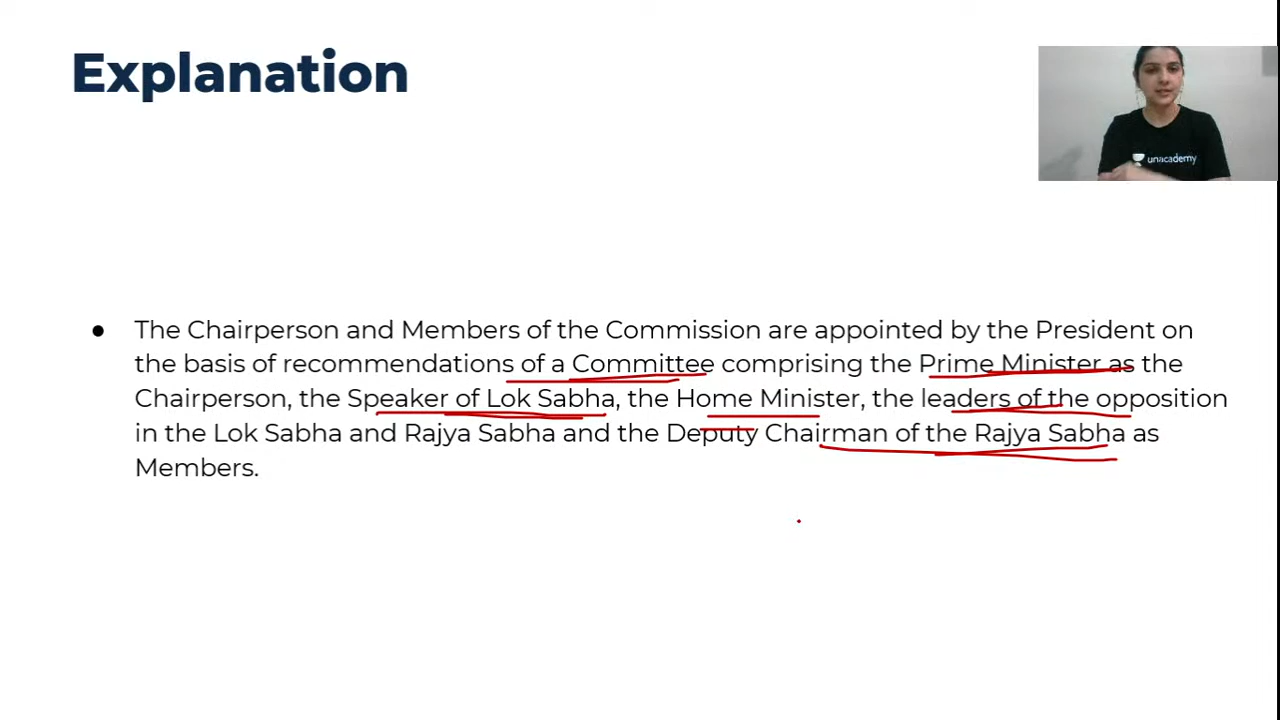 Explanation
unacademy
● The Chairperson and Members of the Commission are appointed by the President on
the basis of recommendations of a Committee comprising the Prime Minister as the
Chairperson, the Speaker of Lok Sabha, the Home Minister, the leaders of the opposition
in the Lok Sabha and Rajya Sabha and the Deputy Chairman of the Rajya Sabha as
Members.